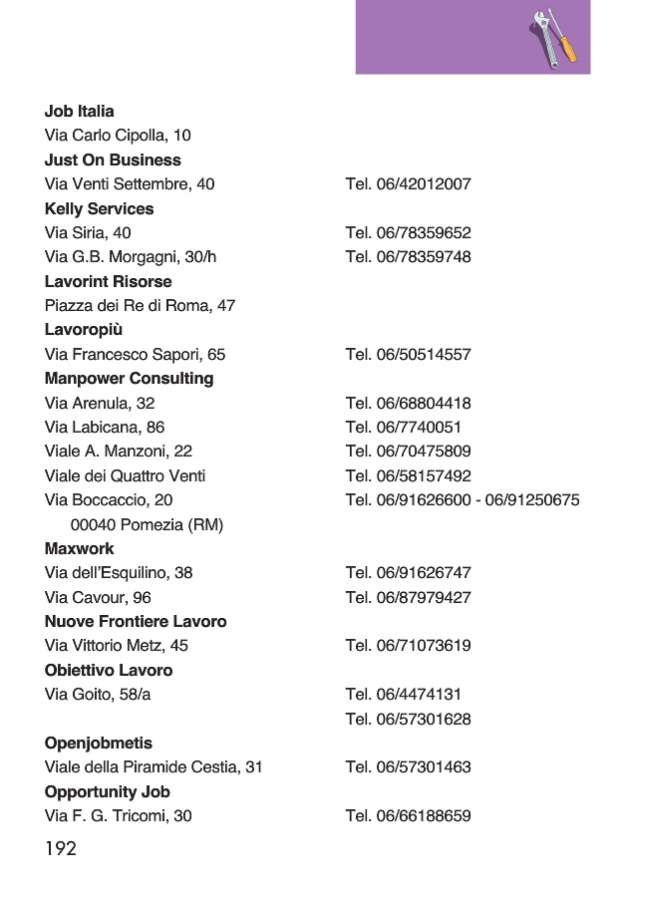 Job Italia
Via Carlo Cipolla, 10
Just On Business
Via Venti Settembre, 40 Tel. 06/42012007
Kelly Services
Via Siria, 40 Tel. 06/78359652
Via G.B. Morgagni, 30/h Tel. 06/78359748
Lavorint Risorse
Piazza dei Re di Roma, 47
Lavoropiù
Via Francesco Sapori, 65 Tel. 06/50514557
Manpower Consulting
Via Arenula, 32 Tel. 06/68804418
Via Labicana, 86 Tel. 06/7740051
Viale A. Manzoni, 22 Tel. 06/70475809
Viale dei Quattro Venti Tel. 06/58157492
Via Boccaccio, 20 Tel. 06/91626600 - 06/91250675
00040 Pomezia (RM)
Maxwork
Via dell'Esquilino, 38 Tel. 06/91626747
Via Cavour, 96 Tel. 06/87979427
Nuove Frontiere Lavoro
Via Vittorio Metz, 45 Tel. 06/71073619
Obiettivo Lavoro
Via Goito, 58/a Tel. 06/4474131
Tel. 06/57301628
Openjobmetis
Viale della Piramide Cestia, 31 Tel. 06/57301463
Opportunity Job
Via F. G. Tricomi, 30 Tel. 06/66188659
192